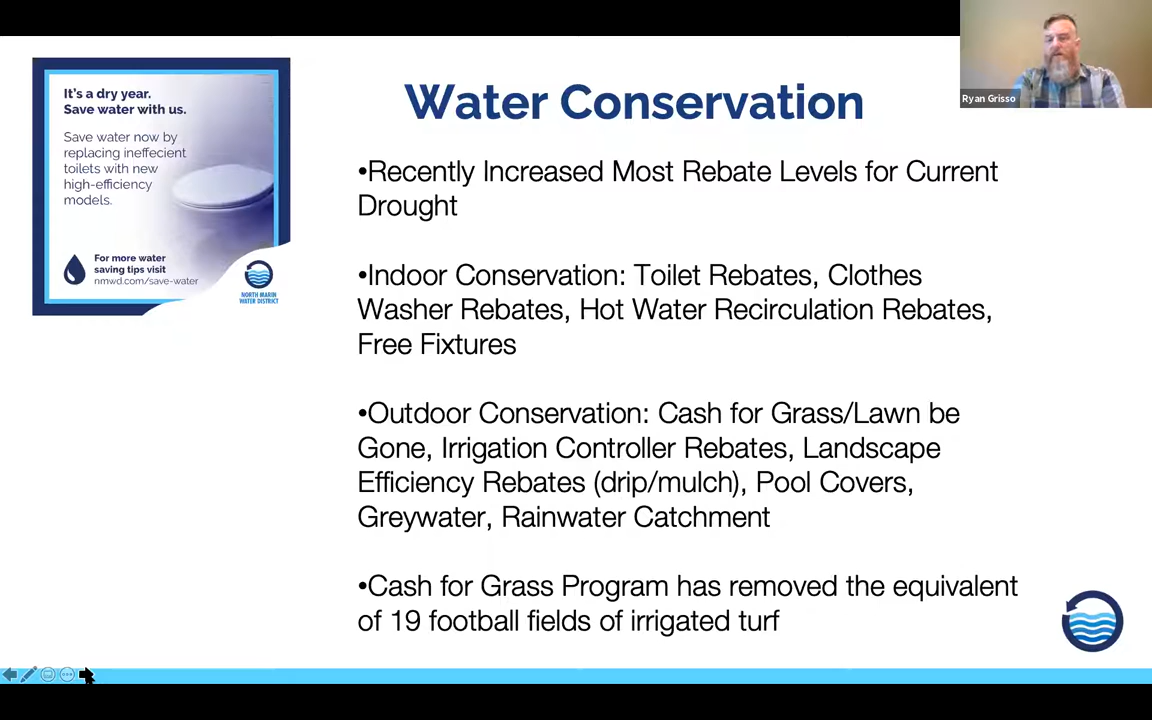 It's a dry year.
Save water with us.
Save water now by
replacing ineffecient
toilets with new
high-efficiency
models.
For more water
saving tips visit
nmwd.com/save-water
NORTH MARIN
WATER DISTRICT
Water Conservation
•Recently Increased Most Rebate Levels for Current
Drought
•Indoor Conservation: Toilet Rebates, Clothes
Washer Rebates, Hot Water Recirculation Rebates,
Free Fixtures
•Outdoor Conservation: Cash for Grass/Lawn be
Gone, Irrigation Controller Rebates, Landscape
Efficiency Rebates (drip/mulch), Pool Covers,
Greywater, Rainwater Catchment
•Cash for Grass Program has removed the equivalent
of 19 football fields of irrigated turf
Ryan Grisso